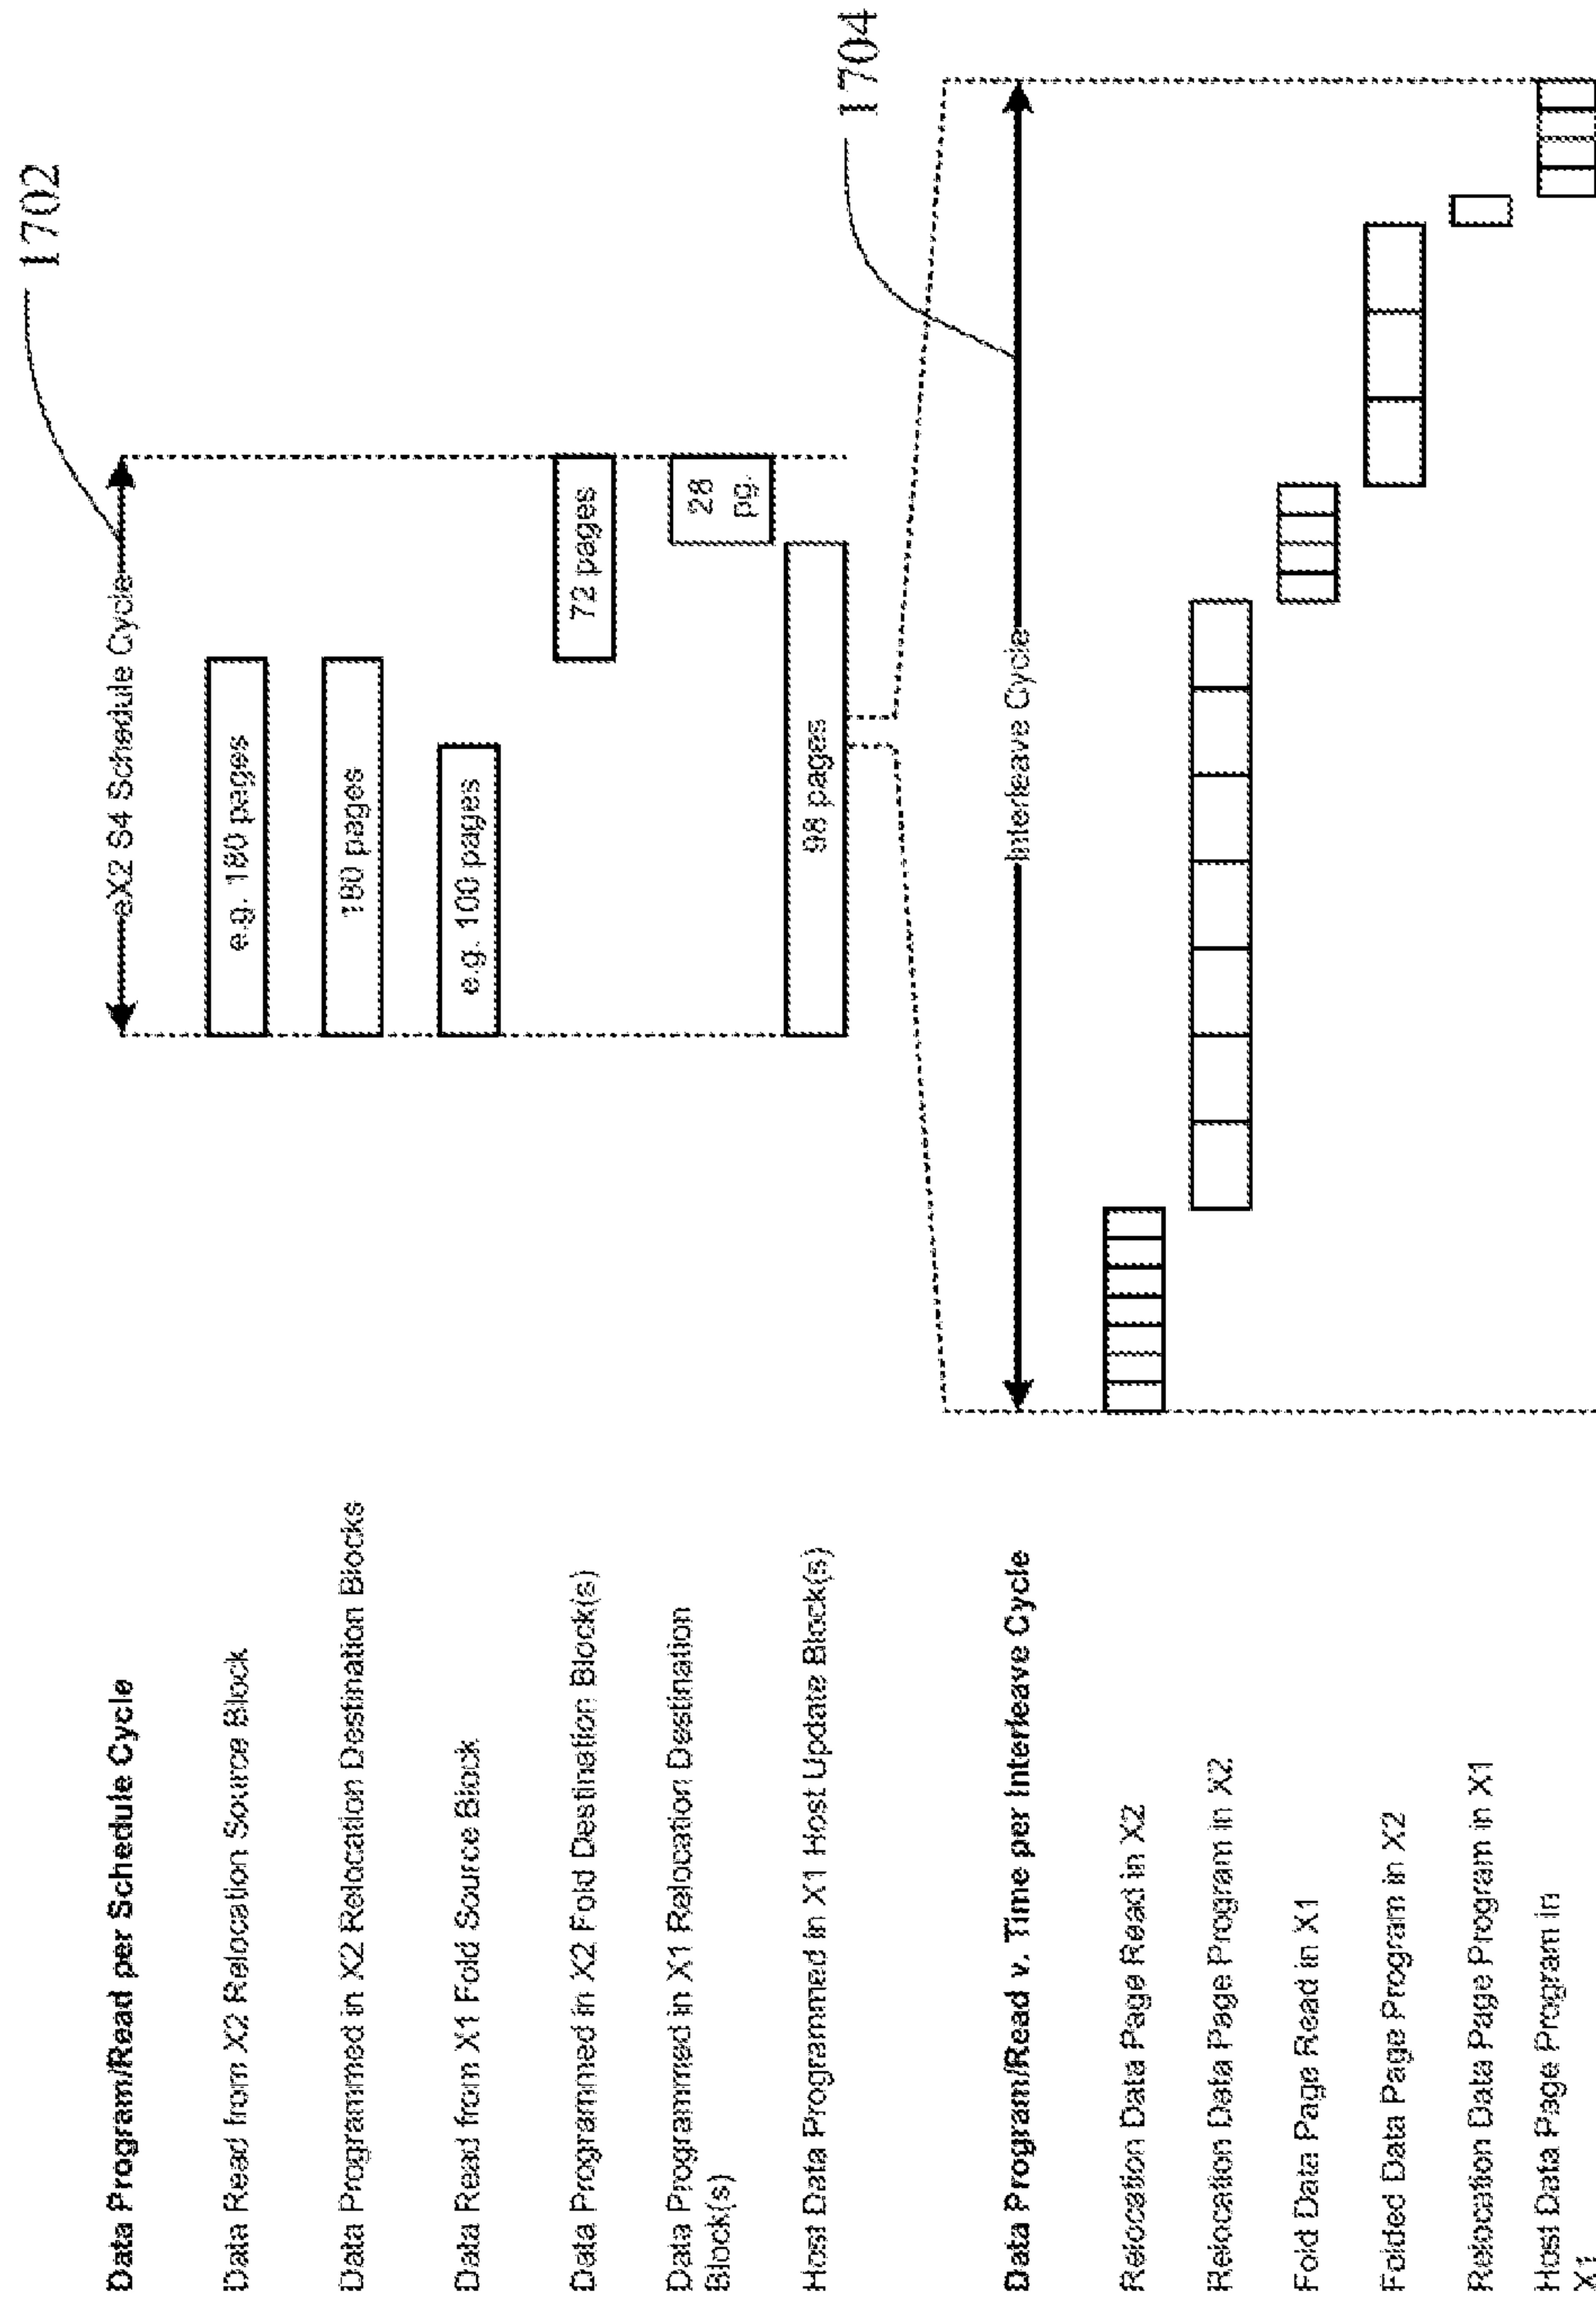 Data Program/Read per Schedule Cycle
eX2 S4 Schedule Cycle
1702
Data Read from X2 Relocation Source Block
e.g. 180 pages
Data Programmed in X2 Relocation Destination Blocks
180 pages
Data Read from X1 Fold Source Block
e.g. 100 pages
Data Programmed in X2 Fold Destination Block(s)
72 pages
Data Programmed in X1 Relocation Destination
Block(s)
28
pg.
Host Data Programmed in X1 Host Update Block(s)
98 pages
1704
Data Program/Read v. Time per Interleave Cycle
Interleave Cycle
Relocation Data Page Read in X2
Relocation Data Page Program in X2
Fold Data Page Read in X1
Folded Data Page Program in X2
Relocation Data Page Program in X1
Host Data Page Program in
X1